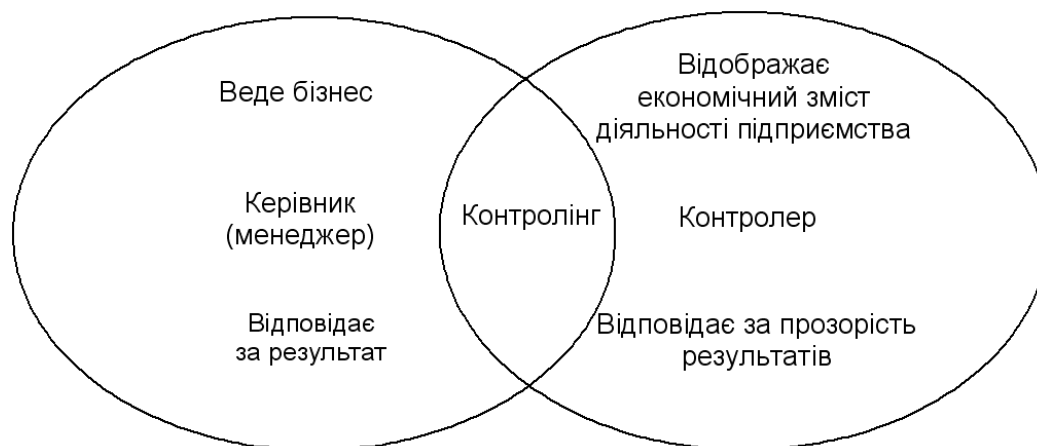 Веде бізнес
Керівник
(менеджер)
Відповідає
за результат
Контролінг
Відображає
економічний зміст
діяльності підприємства
Контролер
Відповідає за прозорість
результатів